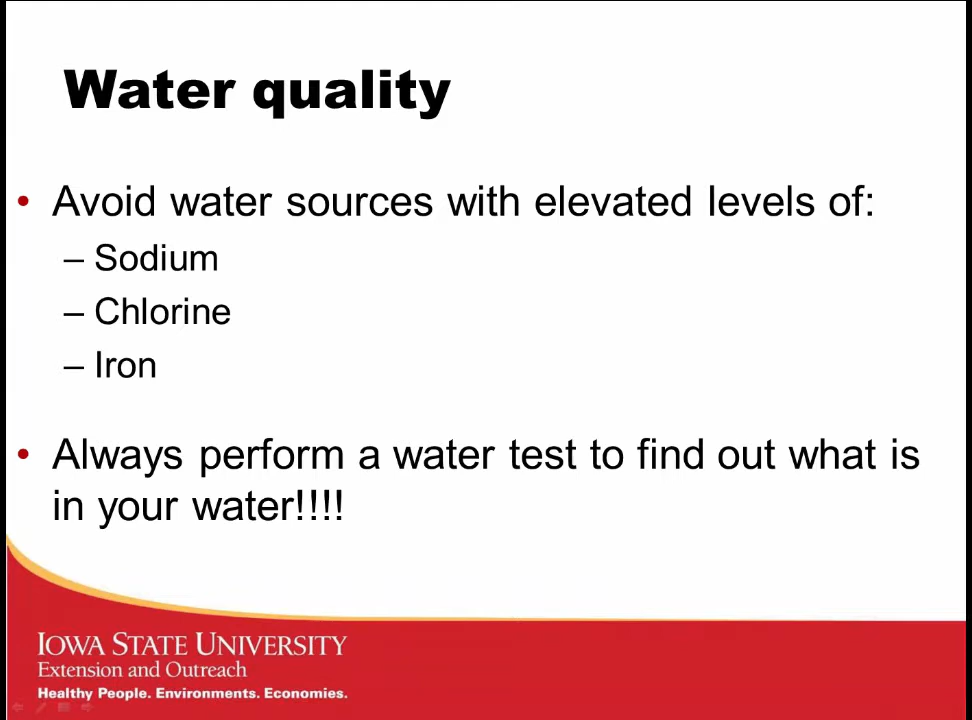 Water quality
• Avoid water sources with elevated levels of:
– Sodium
– Chlorine
– Iron
• Always perform a water test to find out what is
in your water!!!!
IOWA STATE UNIVERSITY
Extension and Outreach
Healthy People. Environments. Economies.